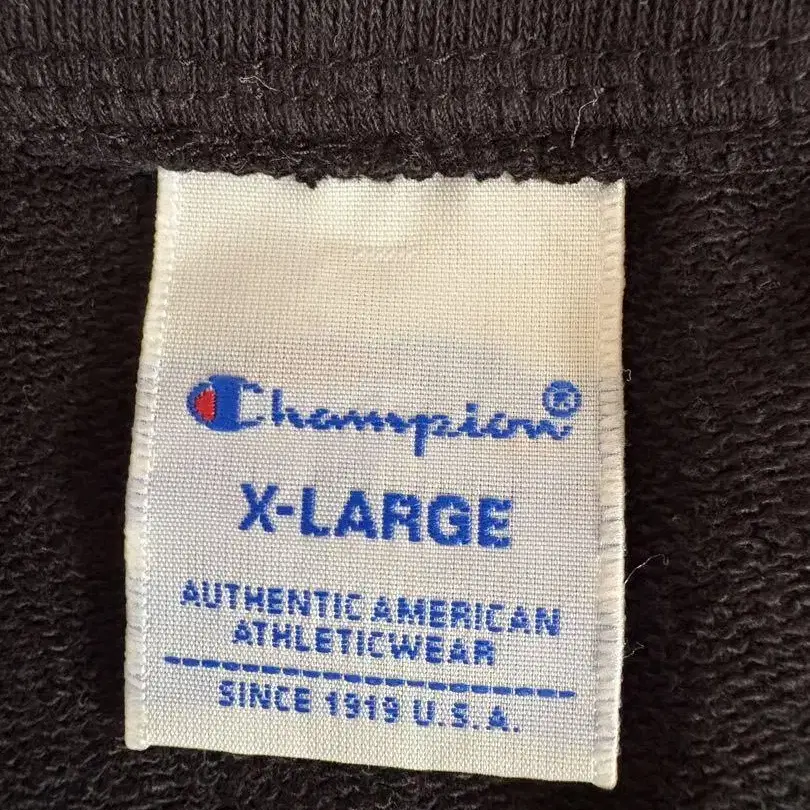 Champion®
X-LARGE
AUTHENTIC AMERICAN
ATHLETICWEAR
SINCE 1919 U.S.A.